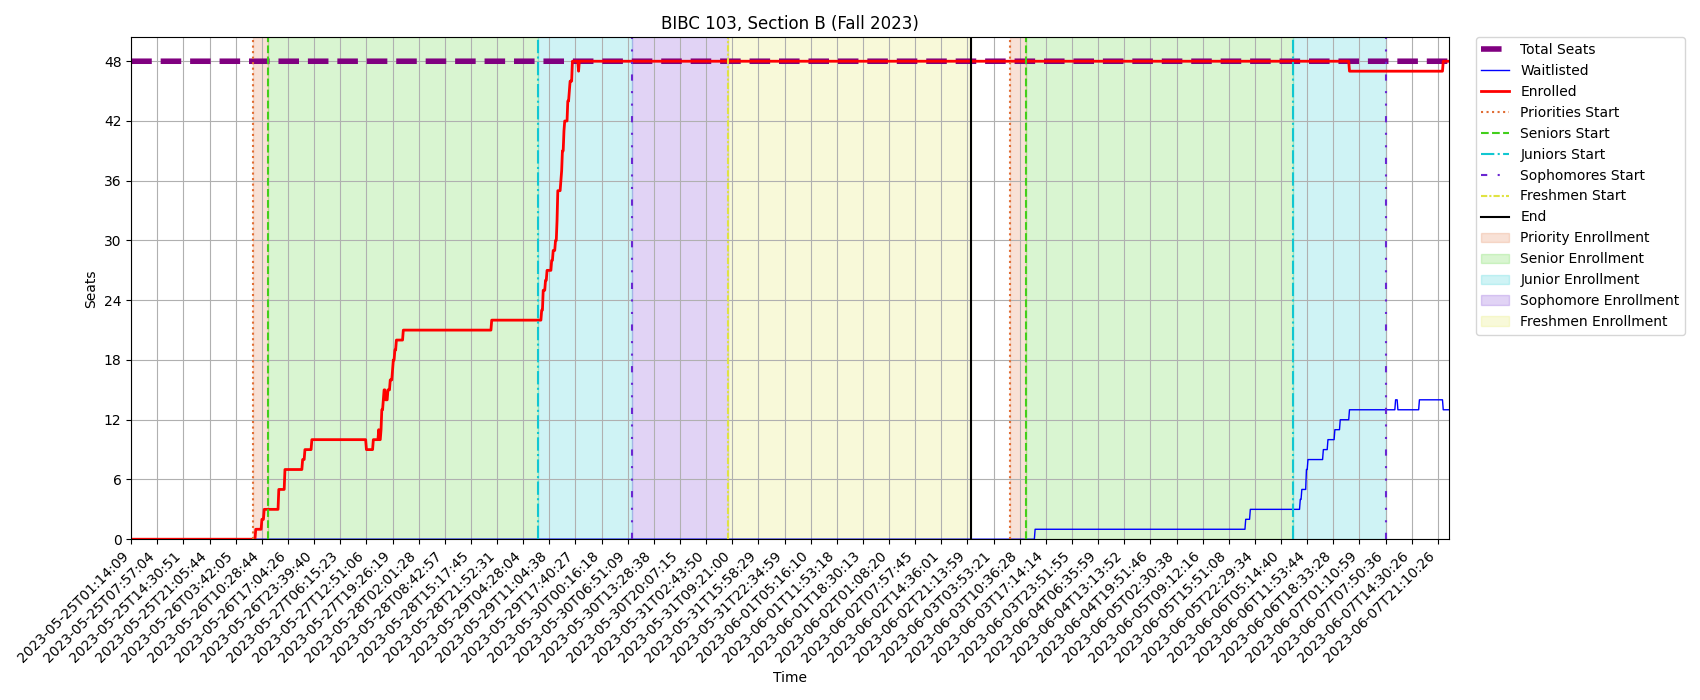 BIBC 103, Section B (Fall 2023)
Seats
48
42
36
30
24
18
12
6
0
2023-05-25T01:14:09
2023-05-25T07:57:04
2023-05-25T14:30:51
2023-05-25T21:05:44
2023-05-26T03:42:05
2023-05-26T10:28:44
2023-05-26T17:04:26
2023-05-26T23:39:40
2023-05-27T06:15:23
2023-05-27T12:51:06
2023-05-27T19:26:19
2023-05-28T02:01:28
2023-05-28T08:42:57
2023-05-28T15:17:45
2023-05-28T21:52:31
2023-05-29T04:28:04
2023-05-29T11:04:38
2023-05-29T17:40:27
2023-05-30T00:16:18
2023-05-30T06:51:09
2023-05-30T13:28:38
2023-05-30T20:07:15
2023-05-31T02:43:50
2023-05-31T09:21:00
2023-05-31T15:58:29
2023-05-31T22:34:59
2023-06-01T05:16:10
2023-06-01T11:53:18
2023-06-01T18:30:13
2023-06-02T01:08:20
2023-06-02T07:57:45
2023-06-02T14:36:01
2023-06-02T21:13:59
2023-06-03T03:53:21
2023-06-03T10:36:28
2023-06-03T17:14:14
2023-06-03T23:51:55
2023-06-04T06:35:59
2023-06-04T13:13:52
2023-06-04T19:51:46
2023-06-05T02:30:38
2023-06-05T09:12:16
2023-06-05T15:51:08
2023-06-05T22:29:34
2023-06-06T05:14:40
2023-06-06T11:53:44
2023-06-06T18:33:28
2023-06-07T01:10:59
2023-06-07T07:50:36
2023-06-07T14:30:26
2023-06-07T21:10:26
Time
Total Seats
Waitlisted
Enrolled
Priorities Start
Seniors Start
Juniors Start
Sophomores Start
Freshmen Start
End
Priority Enrollment
Senior Enrollment
Junior Enrollment
Sophomore Enrollment
Freshmen Enrollment